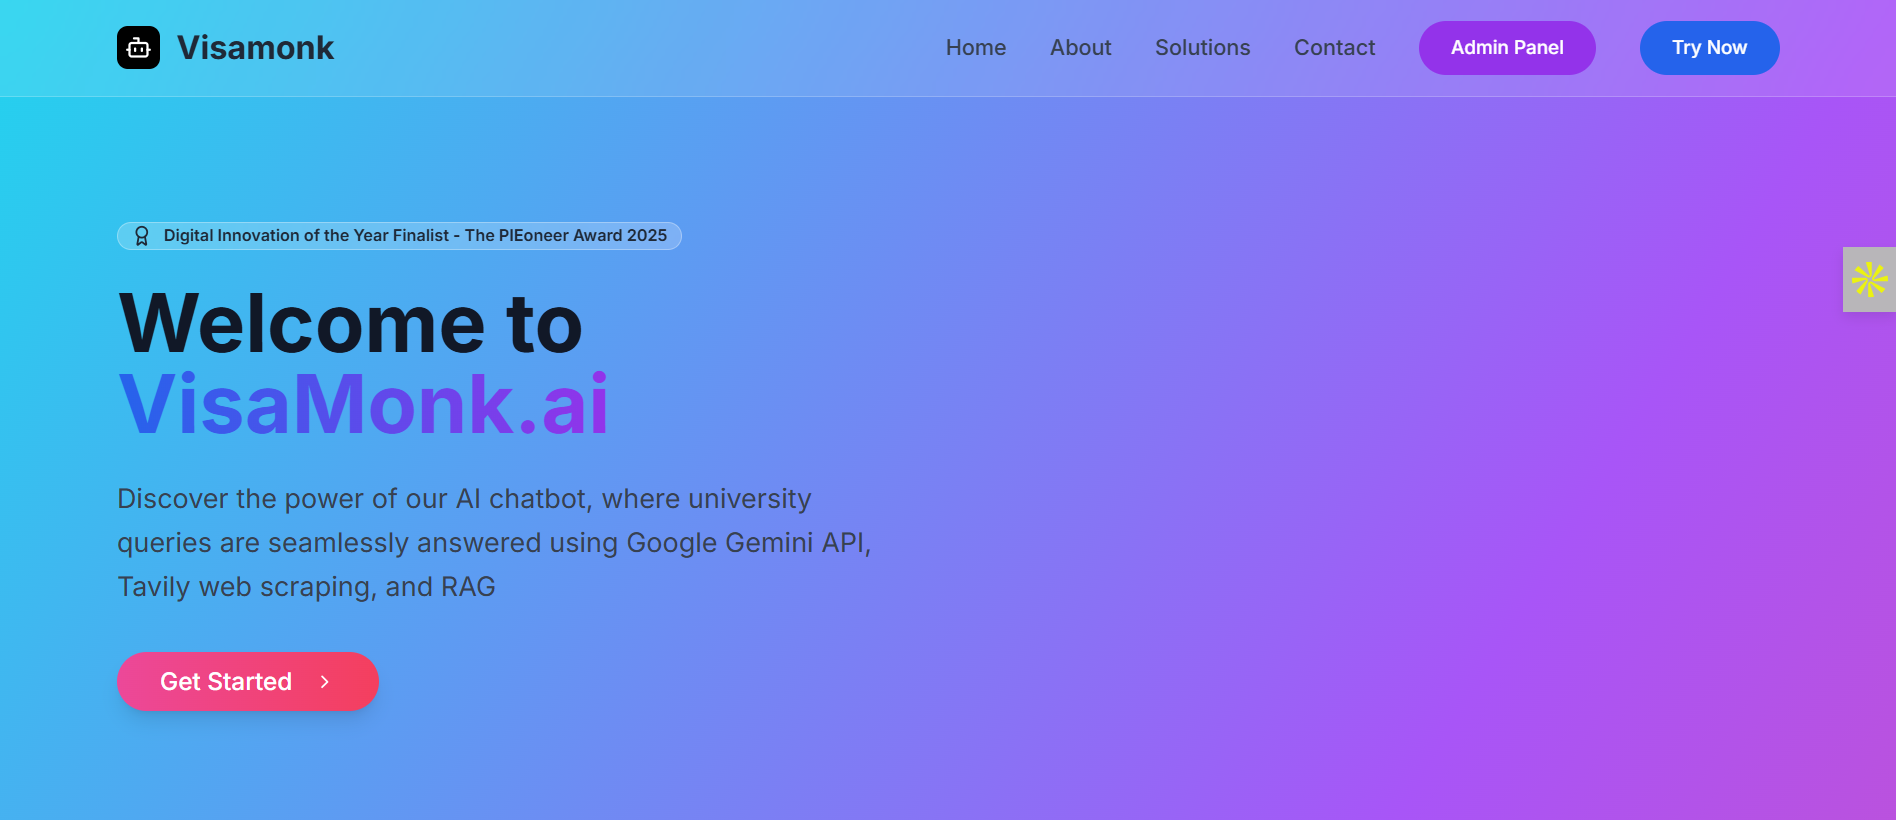 Visamonk
Home About Solutions Contact Admin Panel Try Now
Digital Innovation of the Year Finalist - The PIEoneer Award 2025
Welcome to
VisaMonk.ai
Discover the power of our AI chatbot, where university
queries are seamlessly answered using Google Gemini API,
Tavily web scraping, and RAG
Get Started